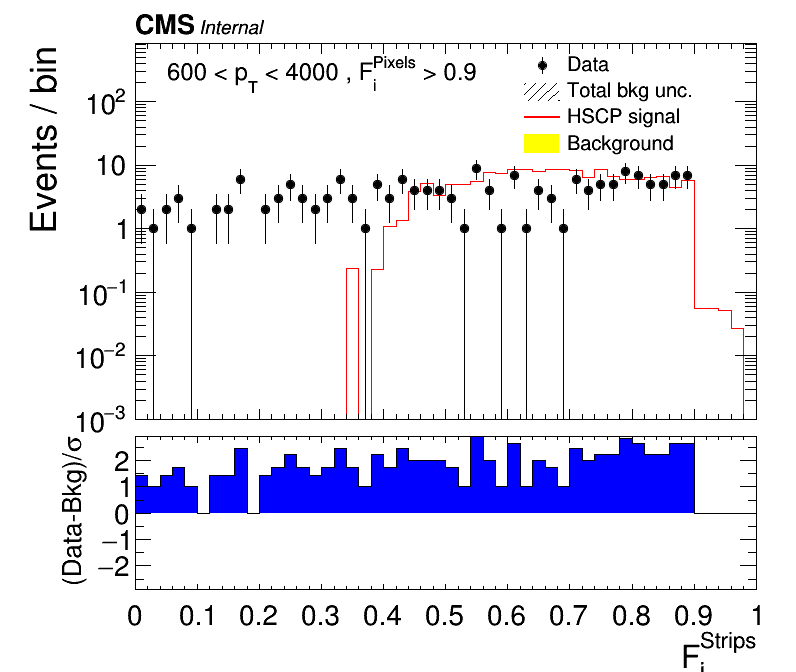 CMS Internal
600 < p_T < 4000 , F_i^Pixels > 0.9
Data
Total bkg unc.
HSCP signal
Background
Events / bin
10²
10
1
10⁻¹
10⁻²
10⁻³
(Data-Bkg)/σ
2
1
0
−1
−2
0 0.1 0.2 0.3 0.4 0.5 0.6 0.7 0.8 0.9 1
F_i^Strips